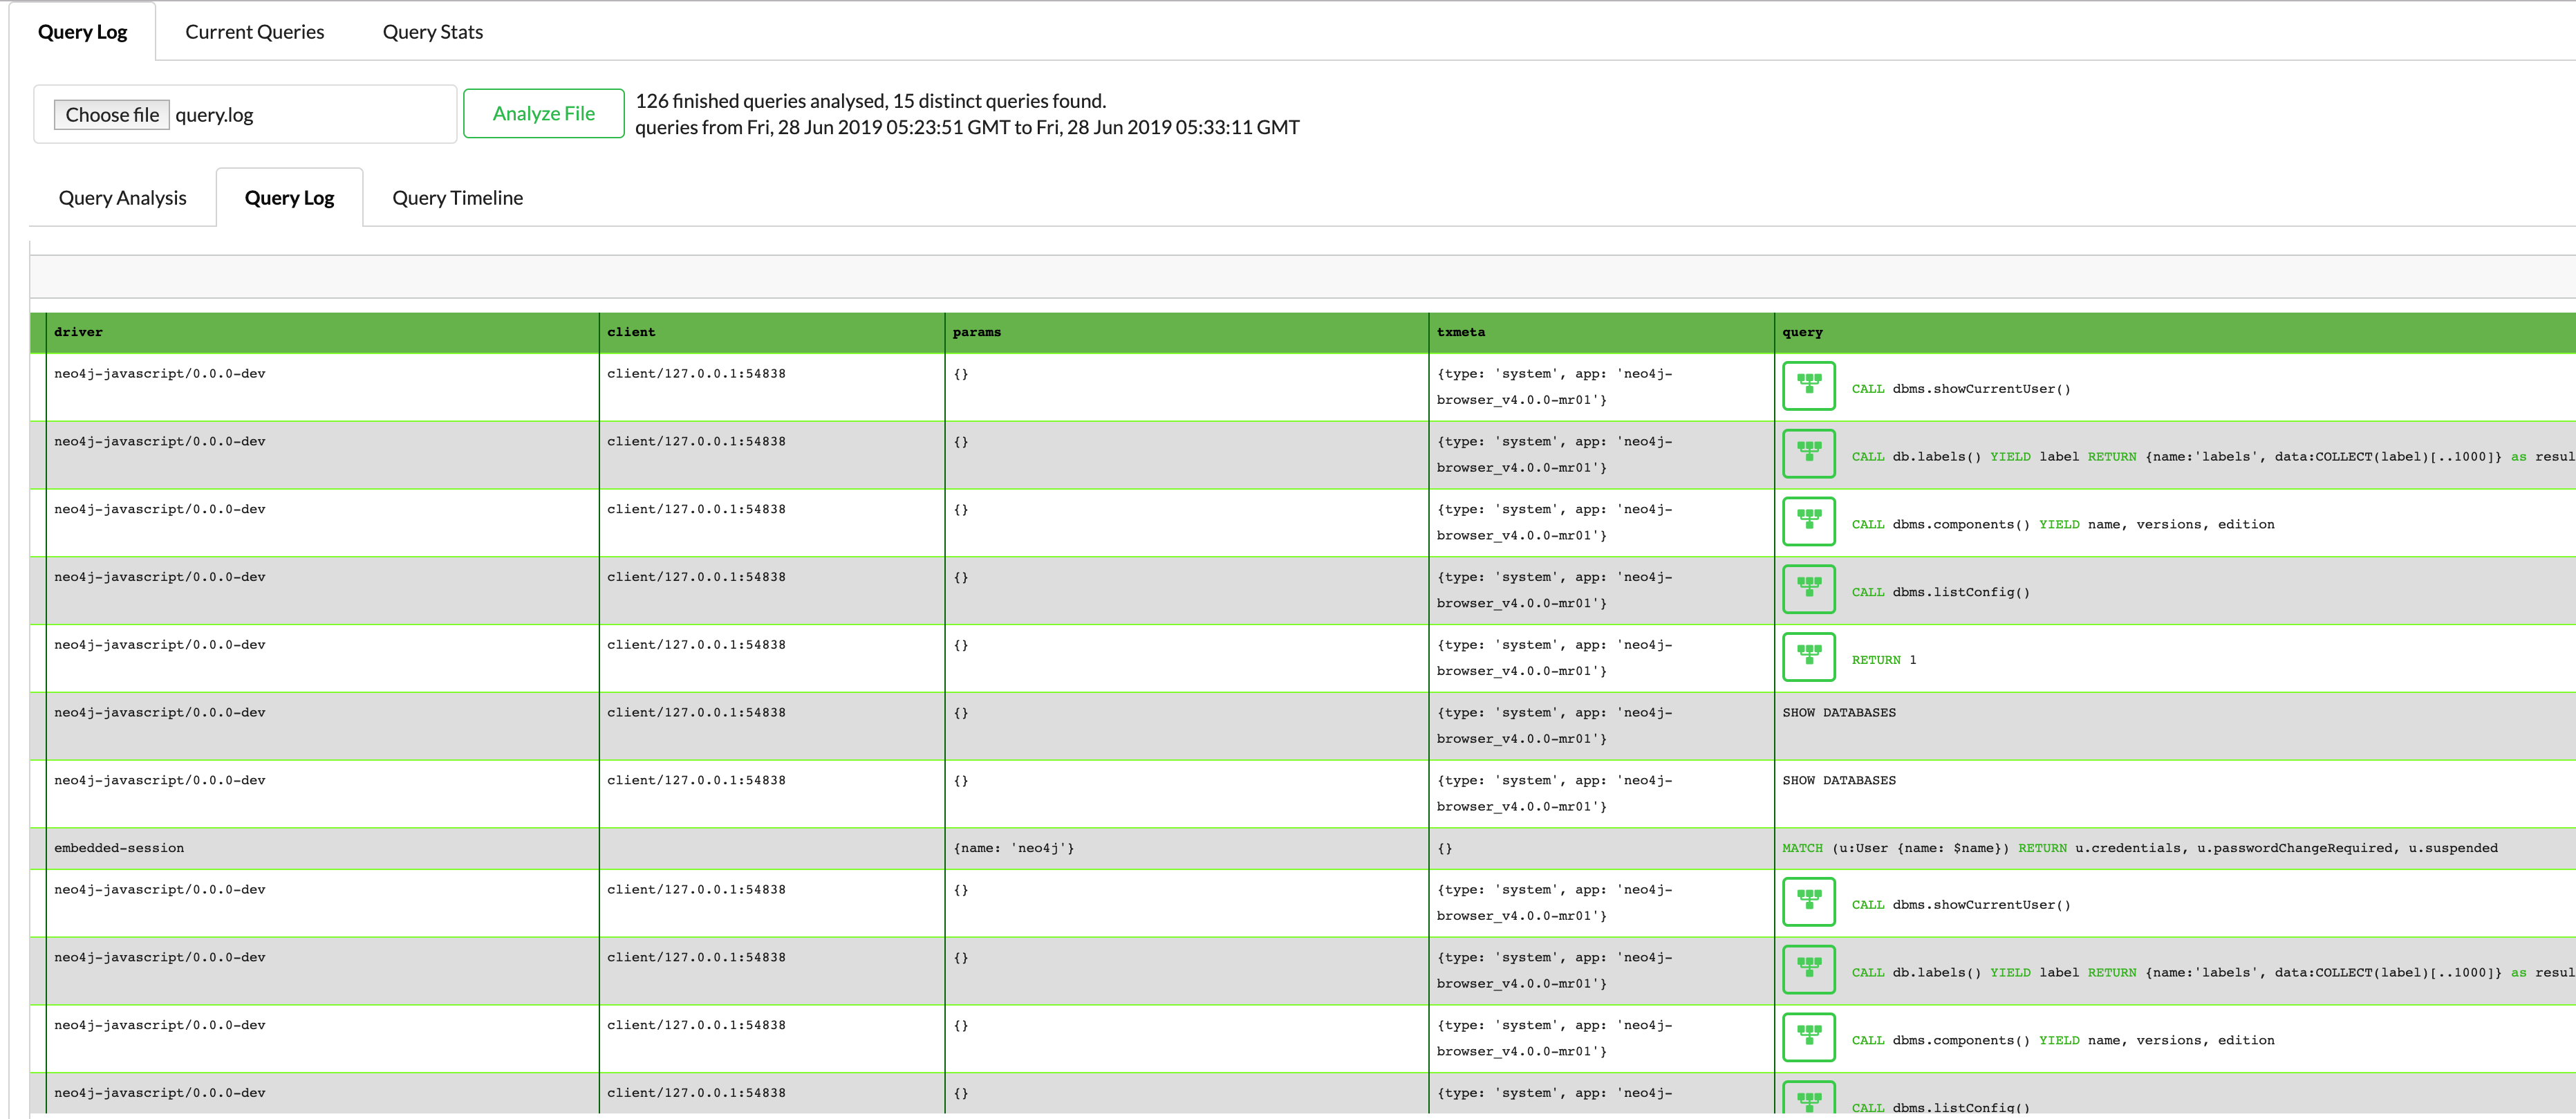 Query Log Current Queries Query Stats
Choose file query.log Analyze File 126 finished queries analysed, 15 distinct queries found.
queries from Fri, 28 Jun 2019 05:23:51 GMT to Fri, 28 Jun 2019 05:33:11 GMT
Query Analysis Query Log Query Timeline
driver client params txmeta query
neo4j-javascript/0.0.0-dev client/127.0.0.1:54838 {} {type: 'system', app: 'neo4j-
browser_v4.0.0-mr01'} CALL dbms.showCurrentUser()
neo4j-javascript/0.0.0-dev client/127.0.0.1:54838 {} {type: 'system', app: 'neo4j-
browser_v4.0.0-mr01'} CALL db.labels() YIELD label RETURN {name:'labels', data:COLLECT(label)[..1000]} as resul
neo4j-javascript/0.0.0-dev client/127.0.0.1:54838 {} {type: 'system', app: 'neo4j-
browser_v4.0.0-mr01'} CALL dbms.components() YIELD name, versions, edition
neo4j-javascript/0.0.0-dev client/127.0.0.1:54838 {} {type: 'system', app: 'neo4j-
browser_v4.0.0-mr01'} CALL dbms.listConfig()
neo4j-javascript/0.0.0-dev client/127.0.0.1:54838 {} {type: 'system', app: 'neo4j-
browser_v4.0.0-mr01'} RETURN 1
neo4j-javascript/0.0.0-dev client/127.0.0.1:54838 {} {type: 'system', app: 'neo4j- SHOW DATABASES
browser_v4.0.0-mr01'}
neo4j-javascript/0.0.0-dev client/127.0.0.1:54838 {} {type: 'system', app: 'neo4j- SHOW DATABASES
browser_v4.0.0-mr01'}
embedded-session {name: 'neo4j'} {} MATCH (u:User {name: $name}) RETURN u.credentials, u.passwordChangeRequired, u.suspended
neo4j-javascript/0.0.0-dev client/127.0.0.1:54838 {} {type: 'system', app: 'neo4j-
browser_v4.0.0-mr01'} CALL dbms.showCurrentUser()
neo4j-javascript/0.0.0-dev client/127.0.0.1:54838 {} {type: 'system', app: 'neo4j-
browser_v4.0.0-mr01'} CALL db.labels() YIELD label RETURN {name:'labels', data:COLLECT(label)[..1000]} as resul
neo4j-javascript/0.0.0-dev client/127.0.0.1:54838 {} {type: 'system', app: 'neo4j-
browser_v4.0.0-mr01'} CALL dbms.components() YIELD name, versions, edition
neo4j-javascript/0.0.0-dev client/127.0.0.1:54838 {} {type: 'system', app: 'neo4j-
CALL dbms.listConfig()